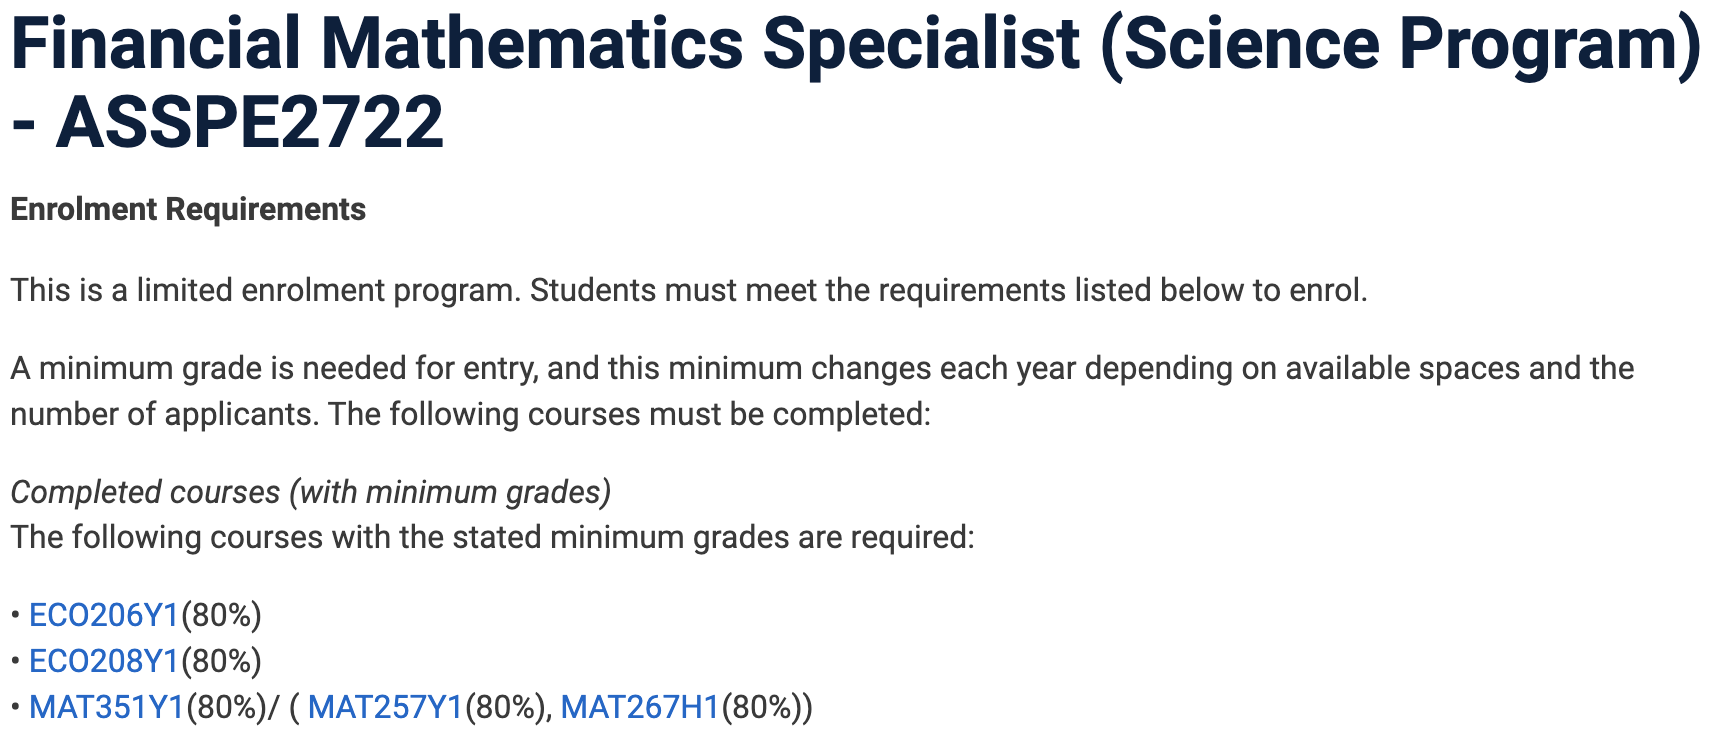 Financial Mathematics Specialist (Science Program)
- ASSPE2722
Enrolment Requirements
This is a limited enrolment program. Students must meet the requirements listed below to enrol.
A minimum grade is needed for entry, and this minimum changes each year depending on available spaces and the
number of applicants. The following courses must be completed:
Completed courses (with minimum grades)
The following courses with the stated minimum grades are required:
• ECO206Y1(80%)
• ECO208Y1(80%)
• MAT351Y1(80%)/ ( MAT257Y1(80%), MAT267H1(80%))